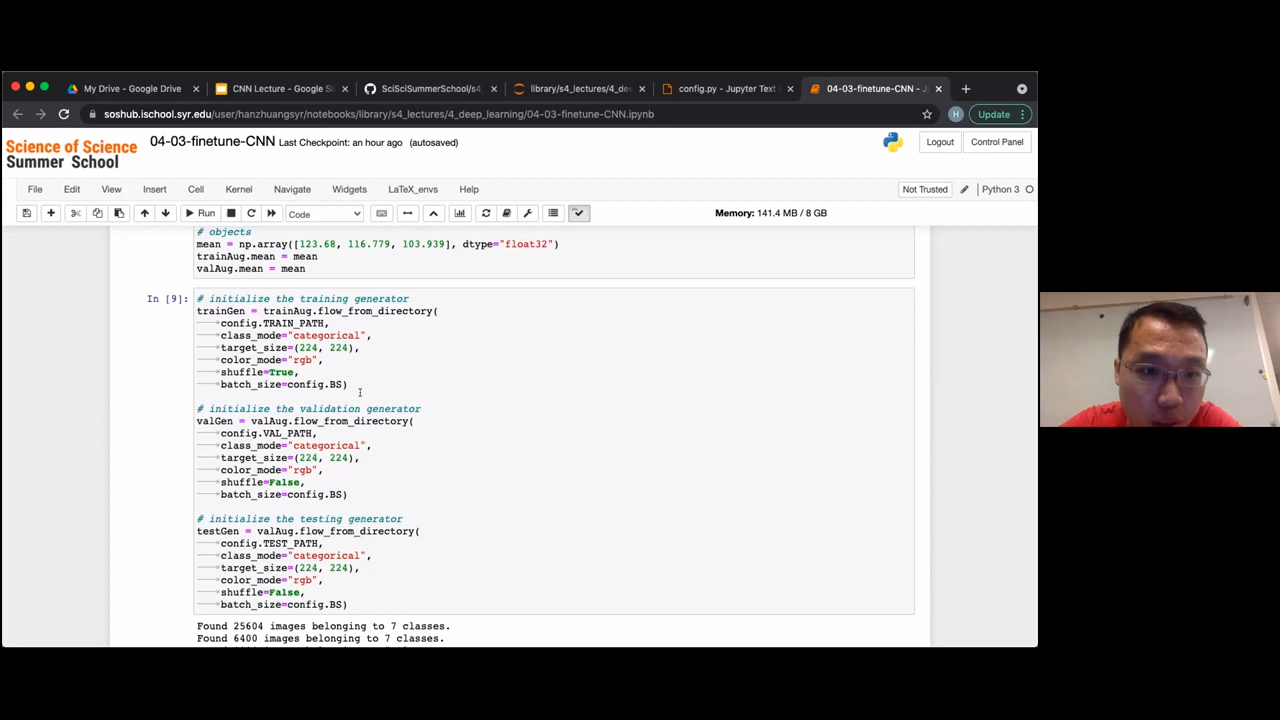 My Drive - Google Drive
CNN Lecture - Google Sl
SciSciSummerSchool/s4_
library/s4_lectures/4_dee
config.py - Jupyter Text
04-03-finetune-CNN - J
soshub.ischool.syr.edu/user/hanzhuangsyr/notebooks/library/s4_lectures/4_deep_learning/04-03-finetune-CNN.ipynb
H
Update
Science of Science
Summer School
04-03-finetune-CNN Last Checkpoint: an hour ago (autosaved)
Logout
Control Panel
File Edit View Insert Cell Kernel Navigate Widgets LaTeX_envs Help
Not Trusted
Python 3
Run
Code
Memory: 141.4 MB / 8 GB
# objects
mean = np.array([123.68, 116.779, 103.939], dtype="float32")
trainAug.mean = mean
valAug.mean = mean
In [9]:
# initialize the training generator
trainGen = trainAug.flow_from_directory(
config.TRAIN_PATH,
class_mode="categorical",
target_size=(224, 224),
color_mode="rgb",
shuffle=True,
batch_size=config.BS)
# initialize the validation generator
valGen = valAug.flow_from_directory(
config.VAL_PATH,
class_mode="categorical",
target_size=(224, 224),
color_mode="rgb",
shuffle=False,
batch_size=config.BS)
# initialize the testing generator
testGen = valAug.flow_from_directory(
config.TEST_PATH,
class_mode="categorical",
target_size=(224, 224),
color_mode="rgb",
shuffle=False,
batch_size=config.BS)
Found 25604 images belonging to 7 classes.
Found 6400 images belonging to 7 classes.